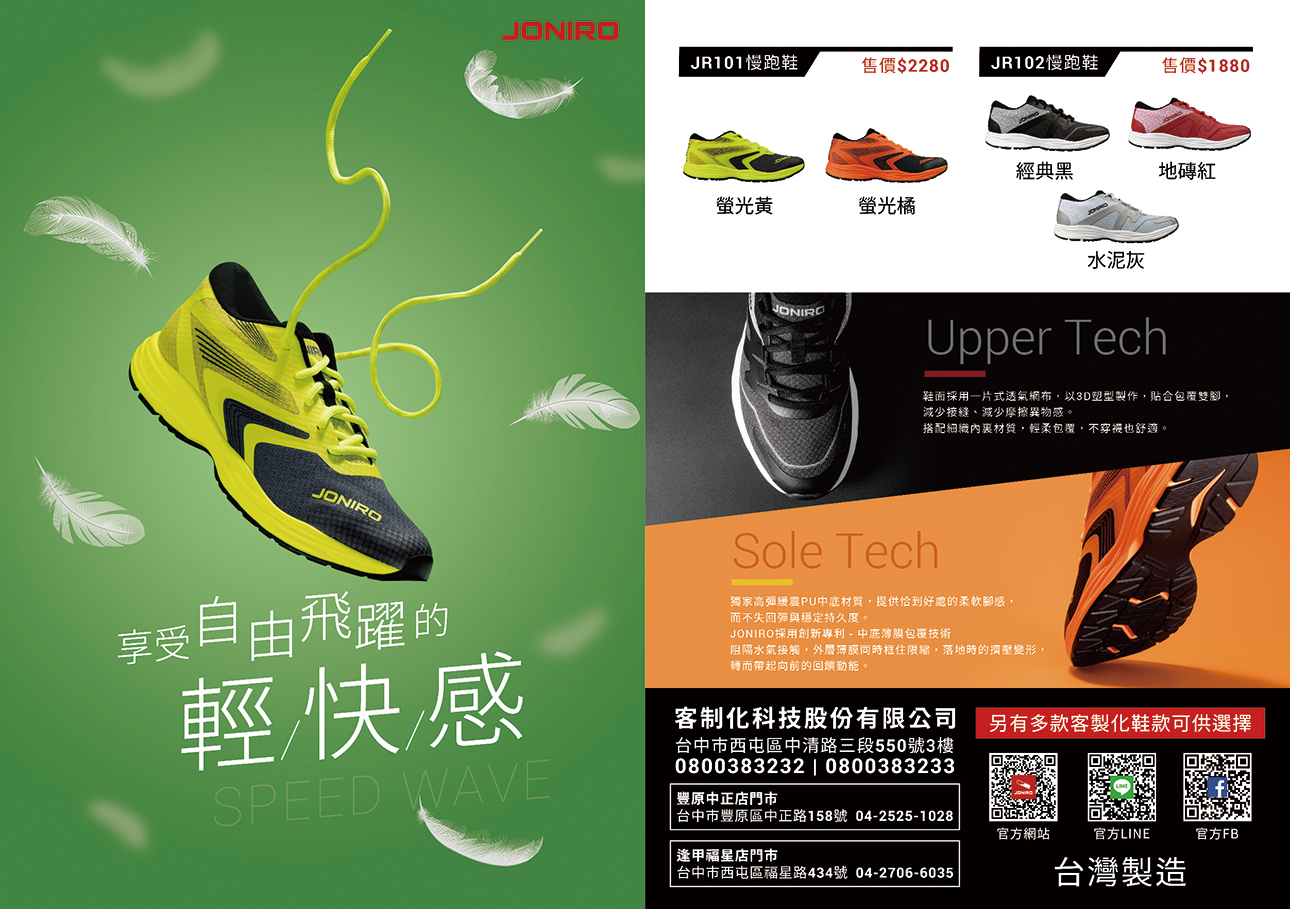 JONIRO
JONIRO
享受自由飛躍的
輕/快/感
SPEED WAVE
JR101慢跑鞋
售價$2280
螢光黃
螢光橘
JR102慢跑鞋
售價$1880
經典黑
地磚紅
水泥灰
JONIRO
Upper Tech
鞋面採用一片式透氣網布,以3D塑型製作,貼合包覆雙腳,
減少接縫、減少摩擦異物感。
搭配細織內裏材質,輕柔包覆,不穿襪也舒適。
Sole Tech
獨家高彈緩震PU中底材質,提供恰到好處的柔軟腳感,
而不失回彈與穩定持久度。
JONIRO採用創新專利 - 中底薄膜包覆技術
阻隔水氣接觸,外層薄膜同時框住限縮,落地時的擠壓變形,
轉而帶起向前的回饋動能。
客制化科技股份有限公司
台中市西屯區中清路三段550號3樓
0800383232 | 0800383233
豐原中正店門市
台中市豐原區中正路158號 04-2525-1028
逢甲福星店門市
台中市西屯區福星路434號 04-2706-6035
另有多款客製化鞋款可供選擇
JONIRO
LINE
官方網站
官方LINE
官方FB
台灣製造